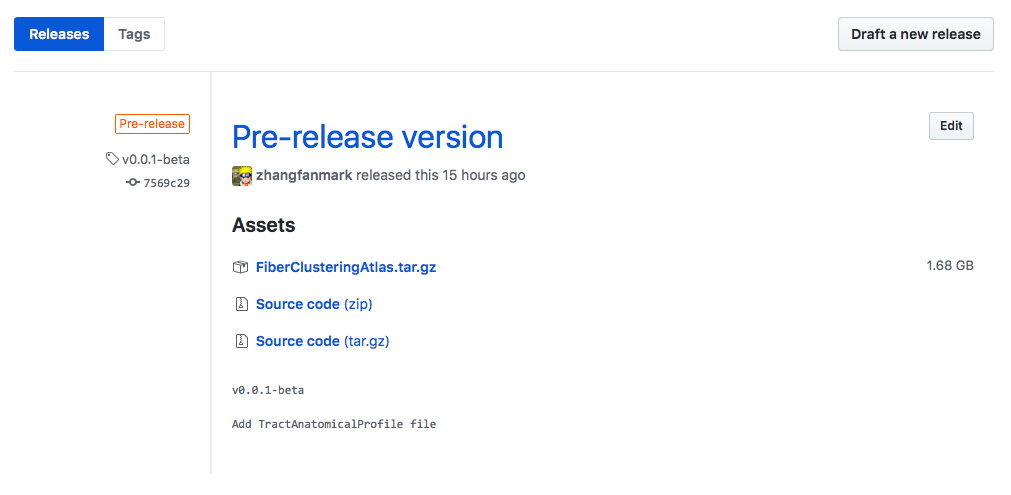 Releases Tags Draft a new release
Pre-release
v0.0.1-beta
7569c29
Pre-release version
Edit
zhangfanmark released this 15 hours ago
Assets
FiberClusteringAtlas.tar.gz 1.68 GB
Source code (zip)
Source code (tar.gz)
v0.0.1-beta
Add TractAnatomicalProfile file